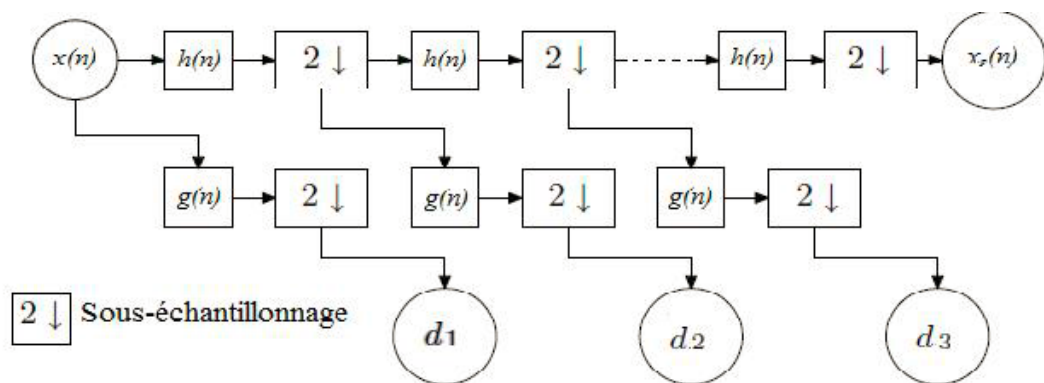 x(n) h(n) 2 ↓ h(n) 2 ↓ h(n) 2 ↓ xᵣ(n)
g(n) 2 ↓ g(n) 2 ↓ g(n) 2 ↓
2 ↓ Sous-échantillonnage
d1 d2 d3